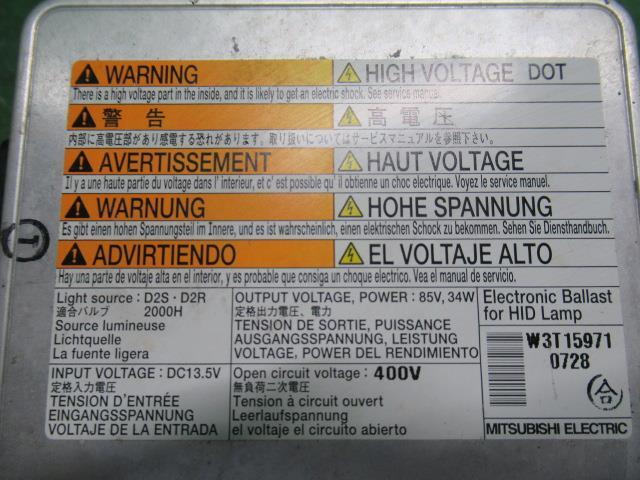 WARNING HIGH VOLTAGE DOT
There is a high voltage part in the inside, and it is likely to get an electric shock. See service manual.
警告 高電圧
内部に高電圧部があり感電する恐れがあります。取り扱いについてはサービスマニュアルを参照下さい。
AVERTISSEMENT HAUT VOLTAGE
Il y a une haute partie du voltage dans l' interieur, et c' est possible qu' il obtienne un choc electrique. Voyez le service manuel.
WARNUNG HOHE SPANNUNG
Es gibt einen hohen Spannungsteil im Innere, und es ist wahrscheinlich, einen elektrischen Schock zu bekommen. Sehen Sie Diensthandbuch.
ADVIRTIENDO EL VOLTAJE ALTO
Hay una parte de voltaje alta en el interior, y es probable que consiga un choque electrico. Vea el manual de servicio.
Light source : D2S · D2R
適合バルブ 2000H
Source lumineuse
Lichtquelle
La fuente ligera
OUTPUT VOLTAGE, POWER : 85V, 34W
定格出力電圧、電力
TENSION DE SORTIE, PUISSANCE
AUSGANGSSPANNUNG, LEISTUNG
VOLTAGE, POWER DEL RENDIMIENTO
Electronic Ballast
for HID Lamp
W3T15971
0728
合
INPUT VOLTAGE : DC13.5V
定格入力電圧
TENSION D'ENTRÉE
EINGANGSSPANNUNG
VOLTAJE DE LA ENTRADA
Open circuit voltage : 400V
無負荷二次電圧
Tension à circuit ouvert
Leerlaufspannung
el voltaje el circuito abierto
MITSUBISHI ELECTRIC